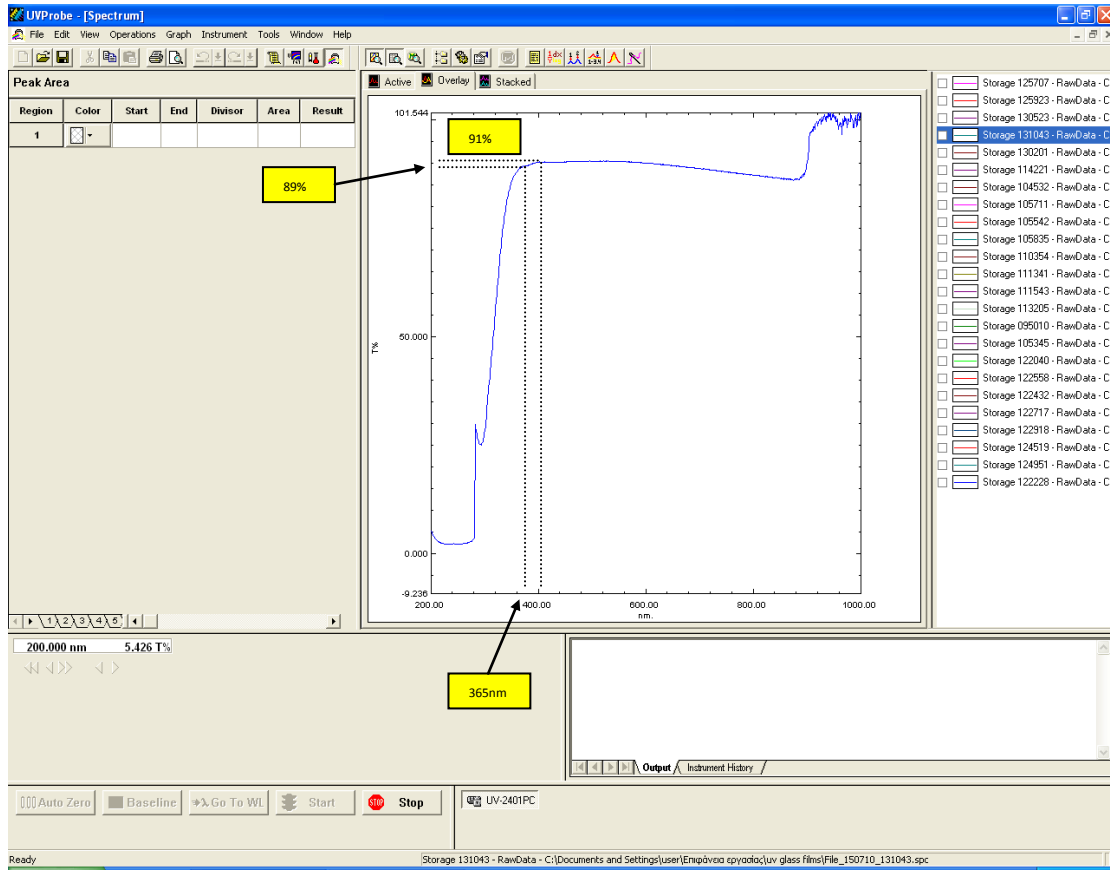 UVProbe - [Spectrum]
File Edit View Operations Graph Instrument Tools Window Help
Peak Area
Region Color Start End Divisor Area Result
1
1 2 3 4 5
Active Overlay Stacked
101.544
91%
89%
50.000
T%
0.000
-9.236
200.00 400.00 600.00 800.00 1000.00
nm.
365nm
Storage 125707 - RawData - C
Storage 125923 - RawData - C
Storage 130523 - RawData - C
Storage 131043 - RawData - C
Storage 130201 - RawData - C
Storage 114221 - RawData - C
Storage 104532 - RawData - C
Storage 105711 - RawData - C
Storage 105542 - RawData - C
Storage 105835 - RawData - C
Storage 110354 - RawData - C
Storage 111341 - RawData - C
Storage 111543 - RawData - C
Storage 113205 - RawData - C
Storage 095010 - RawData - C
Storage 105345 - RawData - C
Storage 122040 - RawData - C
Storage 122558 - RawData - C
Storage 122432 - RawData - C
Storage 122717 - RawData - C
Storage 122918 - RawData - C
Storage 124519 - RawData - C
Storage 124951 - RawData - C
Storage 122228 - RawData - C
200.000 nm 5.426 T%
Output Instrument History
Auto Zero Baseline Go To WL Start STOP Stop
UV-2401PC
Ready
Storage 131043 - RawData - C:\Documents and Settings\user\Επιφάνεια εργασίας\uv glass films\File_150710_131043.spc